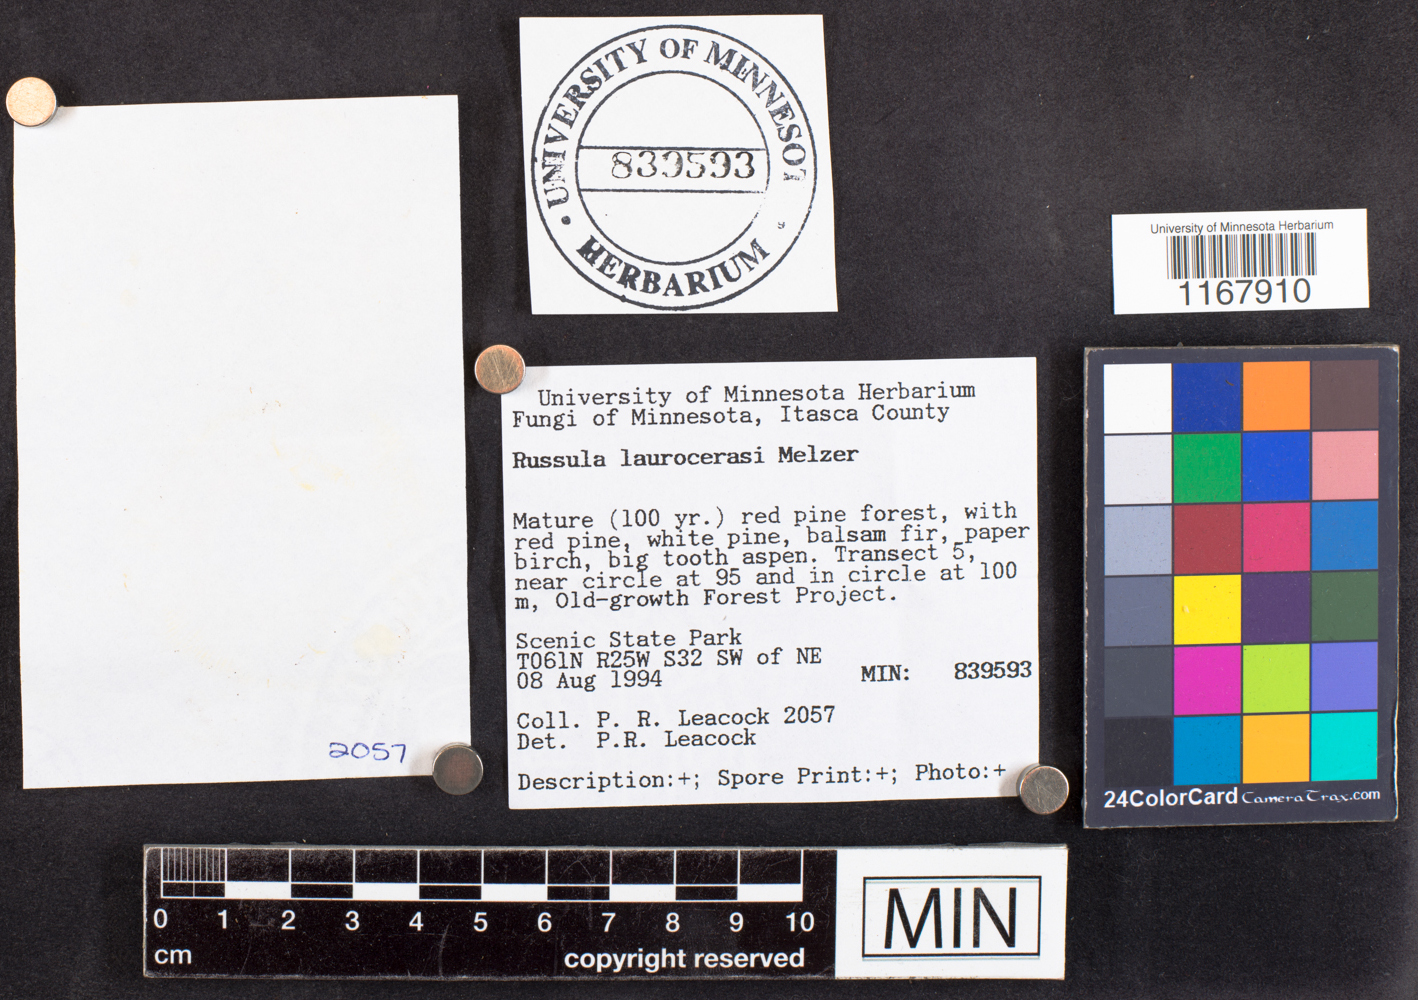 UNIVERSITY OF MINNESOT
839593
HERBARIUM
University of Minnesota Herbarium
1167910
University of Minnesota Herbarium
Fungi of Minnesota, Itasca County
Russula laurocerasi Melzer
Mature (100 yr.) red pine forest, with
red pine, white pine, balsam fir, paper
birch, big tooth aspen. Transect 5,
near circle at 95 and in circle at 100
m, Old-growth Forest Project.
Scenic State Park
T061N R25W S32 SW of NE
08 Aug 1994
MIN: 839593
Coll. P. R. Leacock 2057
Det. P.R. Leacock
Description:+; Spore Print:+; Photo:+
2057
24ColorCard CameraTrax.com
0 1 2 3 4 5 6 7 8 9 10
cm
copyright reserved
MIN